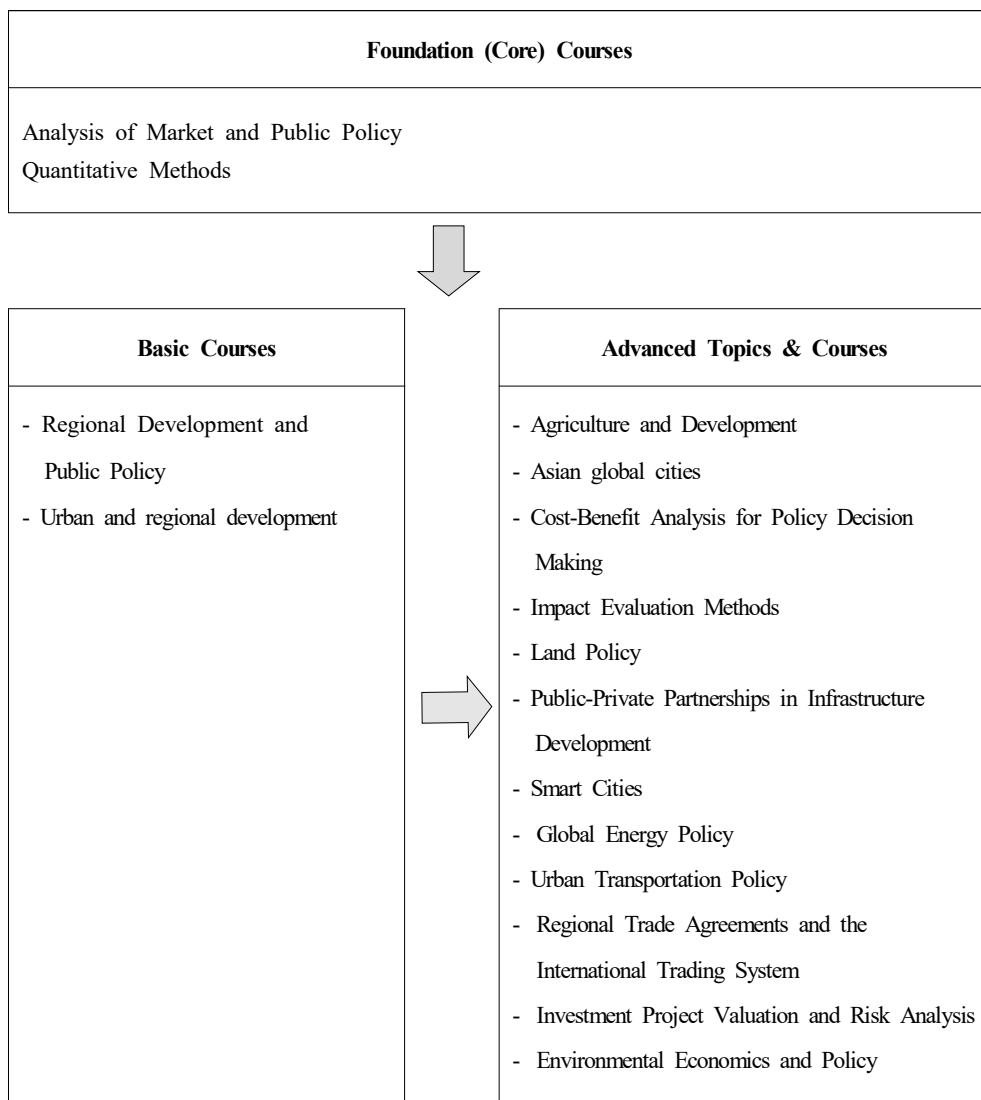 Foundation (Core) Courses
Analysis of Market and Public Policy
Quantitative Methods
Basic Courses
- Regional Development and
Public Policy
- Urban and regional development
Advanced Topics & Courses
- Agriculture and Development
- Asian global cities
- Cost-Benefit Analysis for Policy Decision
Making
- Impact Evaluation Methods
- Land Policy
- Public-Private Partnerships in Infrastructure
Development
- Smart Cities
- Global Energy Policy
- Urban Transportation Policy
- Regional Trade Agreements and the
International Trading System
- Investment Project Valuation and Risk Analysis
- Environmental Economics and Policy